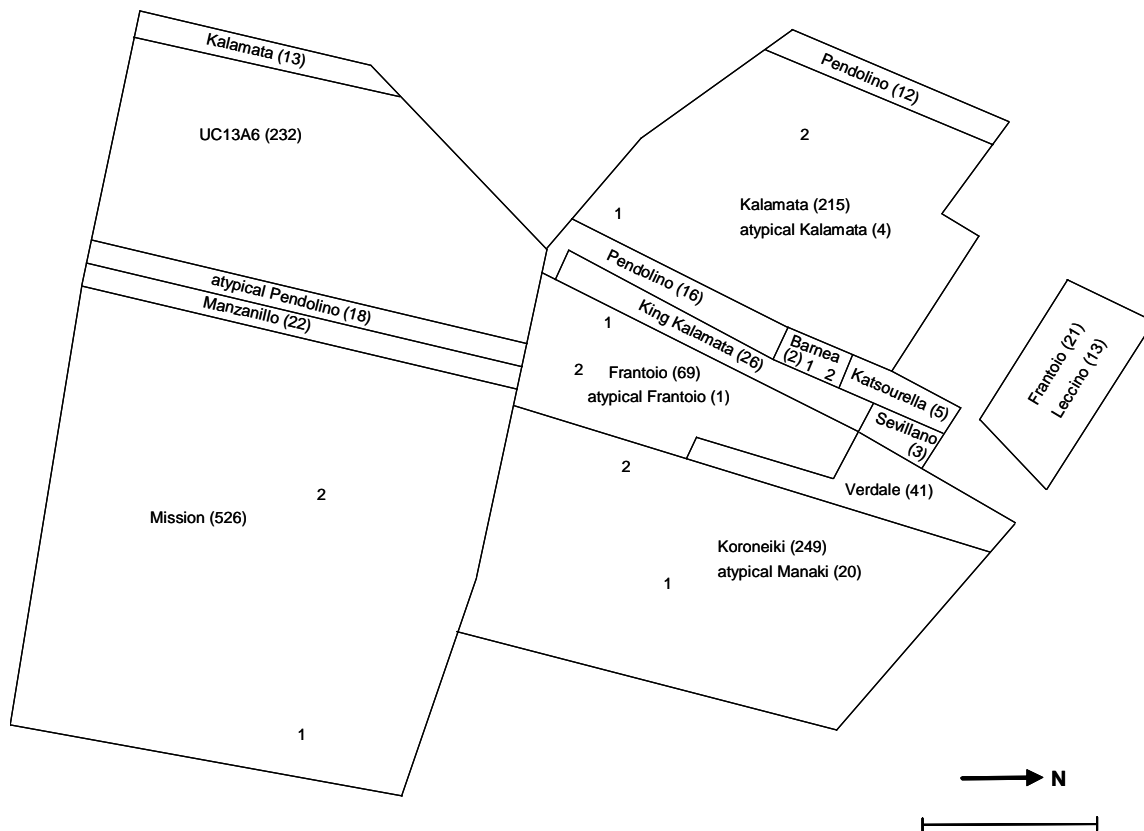 Kalamata (13)
UC13A6 (232)
atypical Pendolino (18)
Manzanillo (22)
2
Mission (526)
1
Pendolino (12)
2
Kalamata (215)
atypical Kalamata (4)
1
Pendolino (16)
King Kalamata (26)
Barnea
(2) 1 2
Katsourella (5)
Sevillano
(3)
1
2
Frantoio (69)
atypical Frantoio (1)
Verdale (41)
2
Koroneiki (249)
atypical Manaki (20)
1
Frantoio (21)
Leccino (13)
N